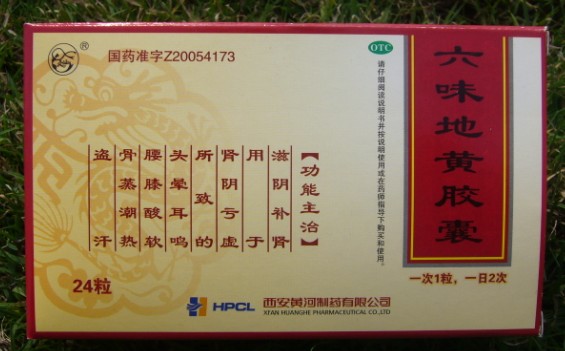 国药准字Z20054173
OTC
请仔细阅读说明书并按说明使用或在药师指导下购买和使用。
六味地黄胶囊
一次1粒，一日2次
【功能主治】
滋阴补肾
用于
肾阴亏虚
所致的
头晕耳鸣
腰膝酸软
骨蒸潮热
盗汗
24粒
HPCL
西安黄河制药有限公司
XI'AN HUANGHE PHARMACEUTICAL CO.,LTD
®